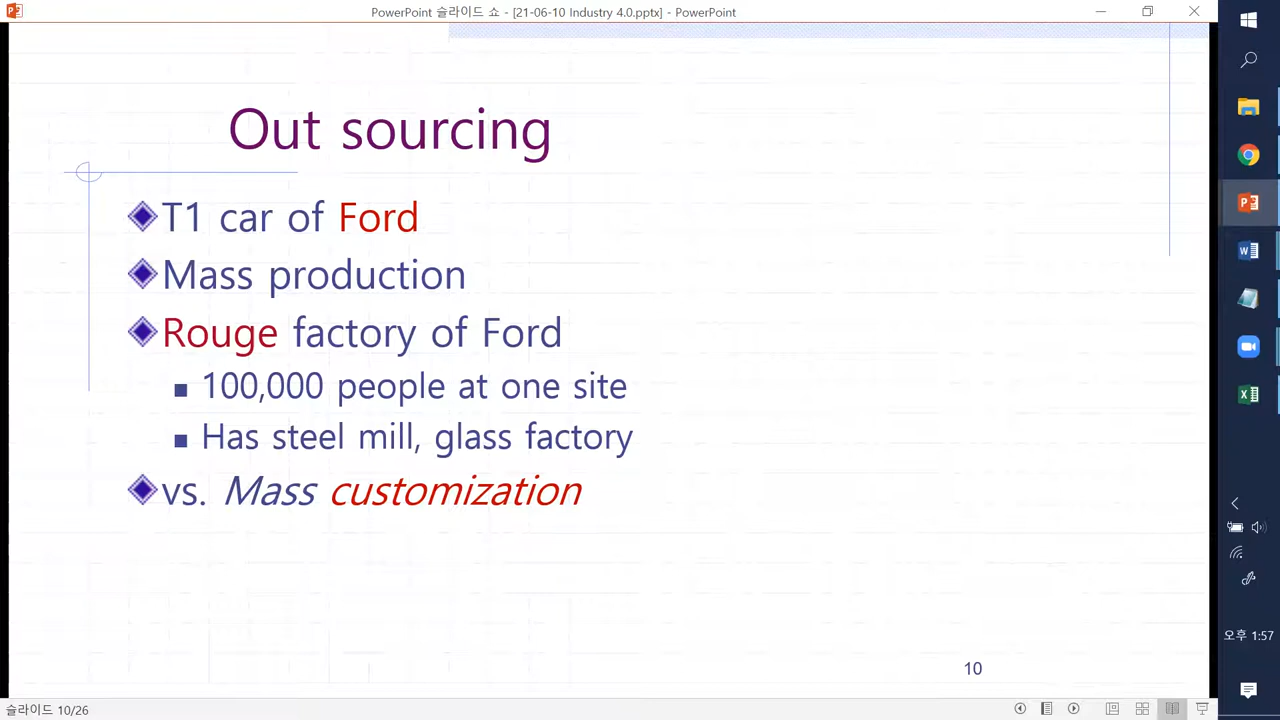 PowerPoint 슬라이드 쇼 - [21-06-10 Industry 4.0.pptx] - PowerPoint
Out sourcing
T1 car of Ford
Mass production
Rouge factory of Ford
100,000 people at one site
Has steel mill, glass factory
vs. Mass customization
10
오후 1:57
슬라이드 10/26